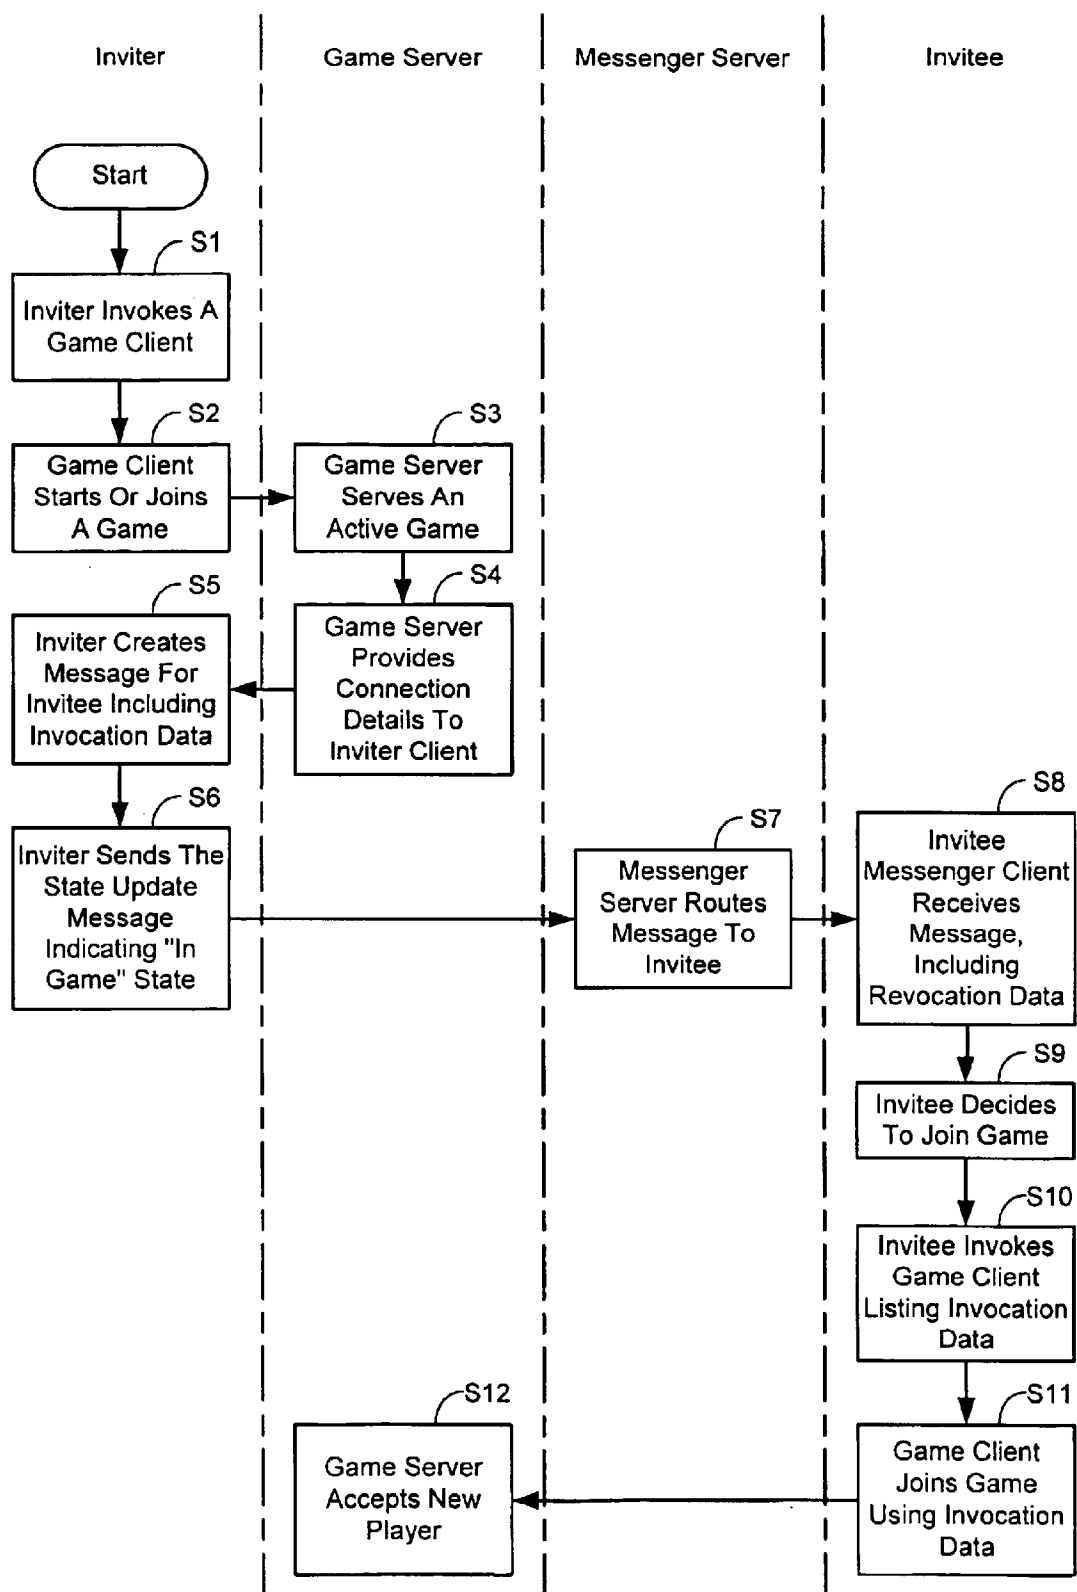 Inviter
Game Server
Messenger Server
Invitee
Start
S1
Inviter Invokes A
Game Client
S2
Game Client
Starts Or Joins
A Game
S3
Game Server
Serves An
Active Game
S4
Game Server
Provides
Connection
Details To
Inviter Client
S5
Inviter Creates
Message For
Invitee Including
Invocation Data
S6
Inviter Sends The
State Update
Message
Indicating "In
Game" State
S7
Messenger
Server Routes
Message To
Invitee
S8
Invitee
Messenger Client
Receives
Message,
Including
Revocation Data
S9
Invitee Decides
To Join Game
S10
Invitee Invokes
Game Client
Listing Invocation
Data
S11
Game Client
Joins Game
Using Invocation
Data
S12
Game Server
Accepts New
Player